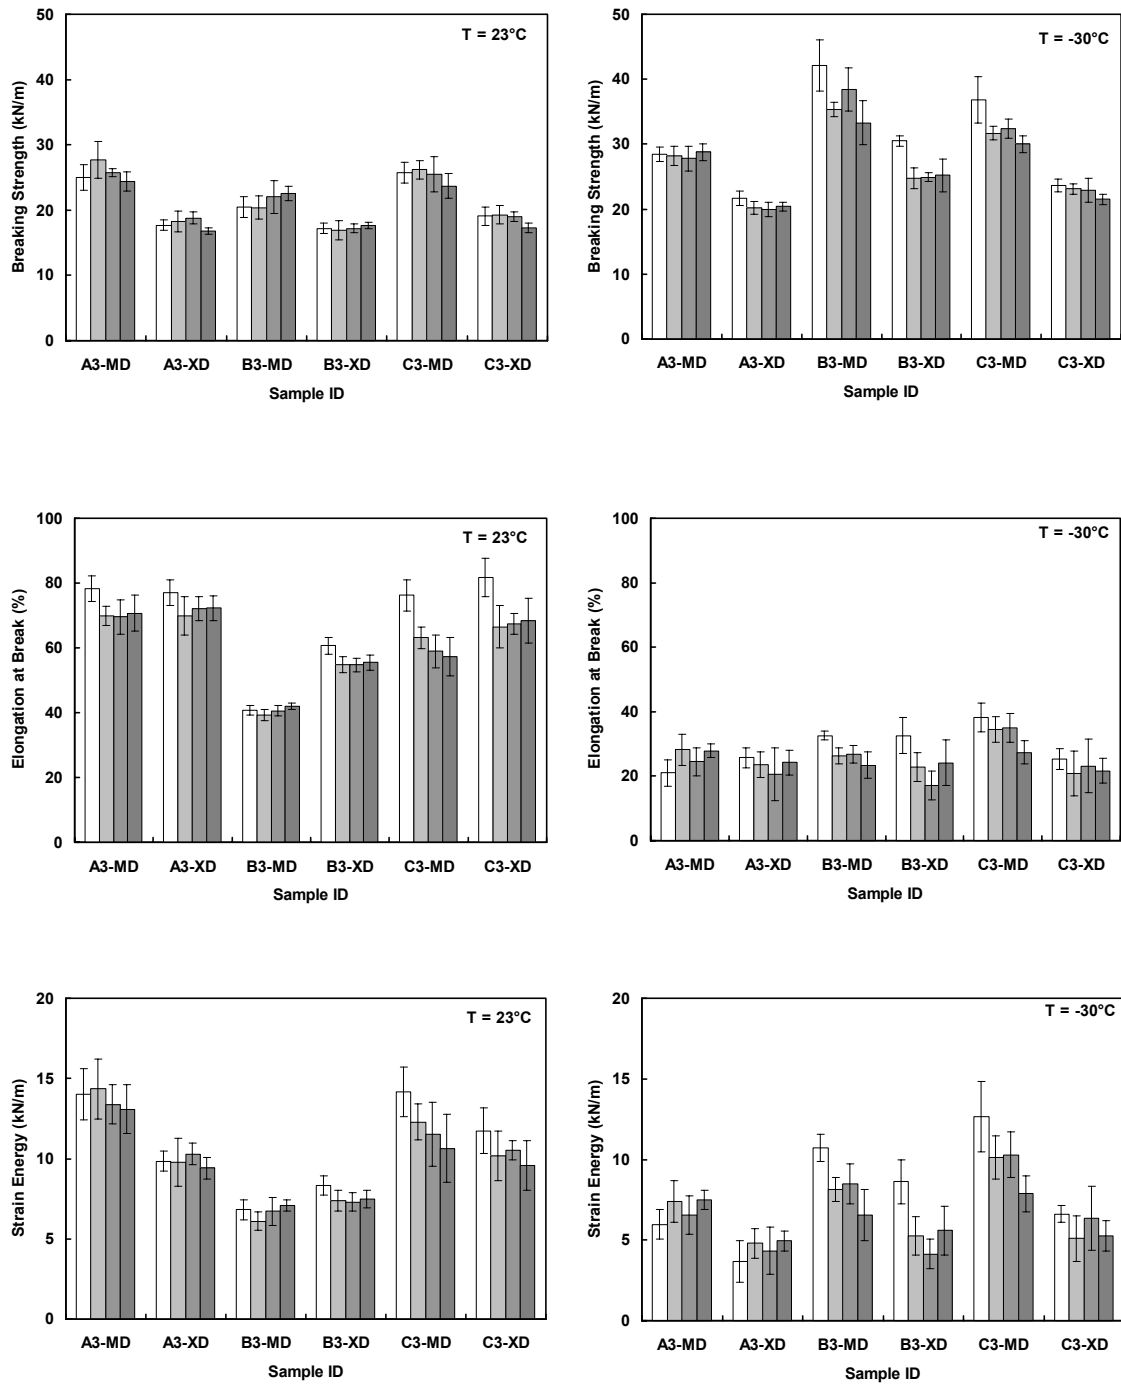 T = 23°C
Breaking Strength (kN/m)
50
40
30
20
10
0
A3-MD A3-XD B3-MD B3-XD C3-MD C3-XD
Sample ID
T = -30°C
Breaking Strength (kN/m)
50
40
30
20
10
0
A3-MD A3-XD B3-MD B3-XD C3-MD C3-XD
Sample ID
T = 23°C
Elongation at Break (%)
100
80
60
40
20
0
A3-MD A3-XD B3-MD B3-XD C3-MD C3-XD
Sample ID
T = -30°C
Elongation at Break (%)
100
80
60
40
20
0
A3-MD A3-XD B3-MD B3-XD C3-MD C3-XD
Sample ID
T = 23°C
Strain Energy (kN/m)
20
15
10
5
0
A3-MD A3-XD B3-MD B3-XD C3-MD C3-XD
Sample ID
T = -30°C
Strain Energy (kN/m)
20
15
10
5
0
A3-MD A3-XD B3-MD B3-XD C3-MD C3-XD
Sample ID